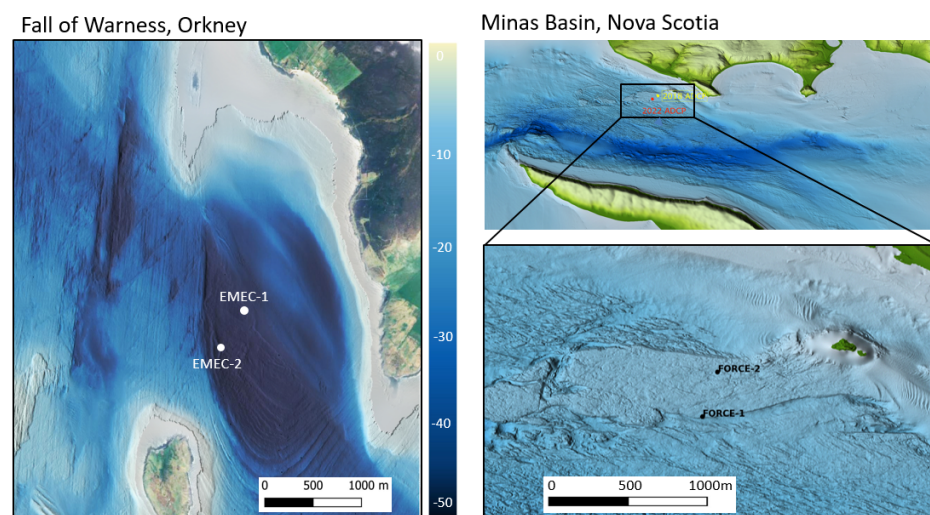 Fall of Warness, Orkney
0
-10
-20
-30
-40
-50
EMEC-1
EMEC-2
0 500 1000 m
Minas Basin, Nova Scotia
FORCE-2
FORCE-1
0 500 1000m